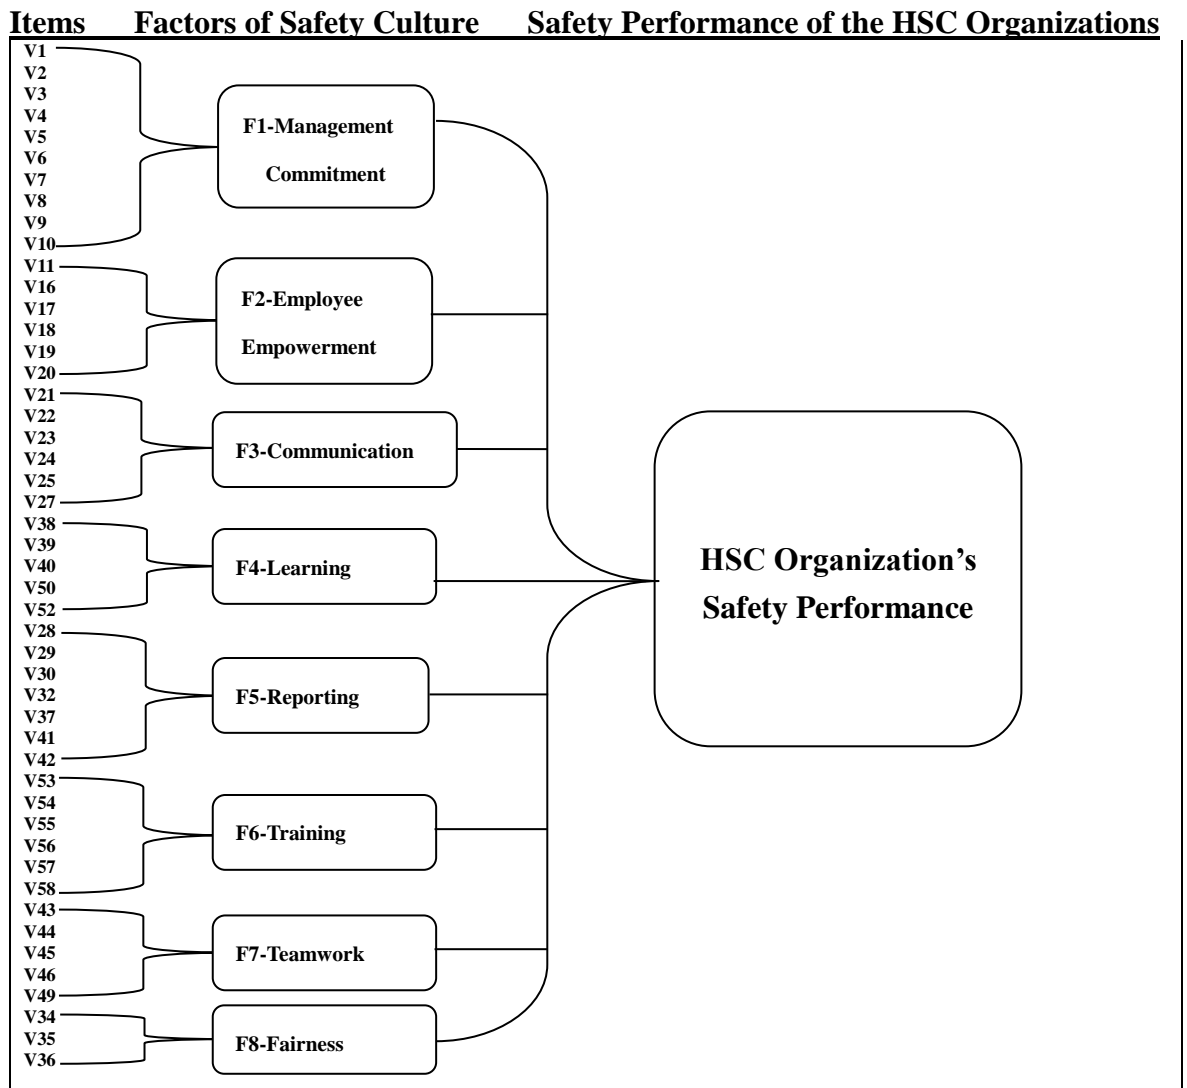 Items Factors of Safety Culture Safety Performance of the HSC Organizations
V1
V2
V3
V4
V5
V6
V7
V8
V9
V10
F1-Management
Commitment
V11
V16
V17
V18
V19
V20
F2-Employee
Empowerment
V21
V22
V23
V24
V25
V27
F3-Communication
V38
V39
V40
V50
V52
F4-Learning
V28
V29
V30
V32
V37
V41
V42
F5-Reporting
V53
V54
V55
V56
V57
V58
F6-Training
V43
V44
V45
V46
V49
F7-Teamwork
V34
V35
V36
F8-Fairness
HSC Organization’s
Safety Performance